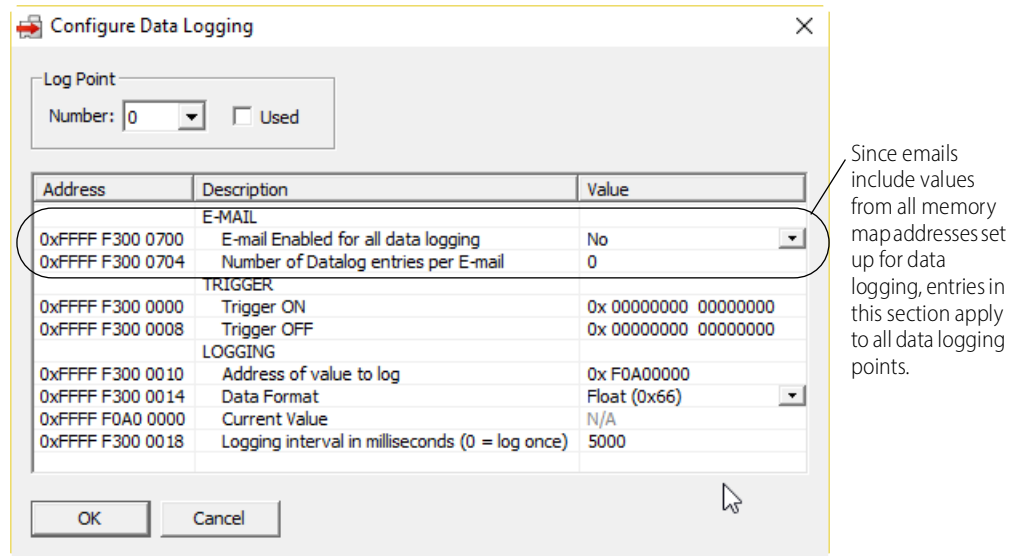 Configure Data Logging
Log Point
Number: 0 Used
Address Description Value
E-MAIL
0xFFFF F300 0700 E-mail Enabled for all data logging No
0xFFFF F300 0704 Number of Datalog entries per E-mail 0
TRIGGER
0xFFFF F300 0000 Trigger ON 0x 00000000 00000000
0xFFFF F300 0008 Trigger OFF 0x 00000000 00000000
LOGGING
0xFFFF F300 0010 Address of value to log 0x F0A00000
0xFFFF F300 0014 Data Format Float (0x66)
0xFFFF F0A0 0000 Current Value N/A
0xFFFF F300 0018 Logging interval in milliseconds (0 = log once) 5000
OK Cancel
Since emails
include values
from all memory
map addresses set
up for data
logging, entries in
this section apply
to all data logging
points.